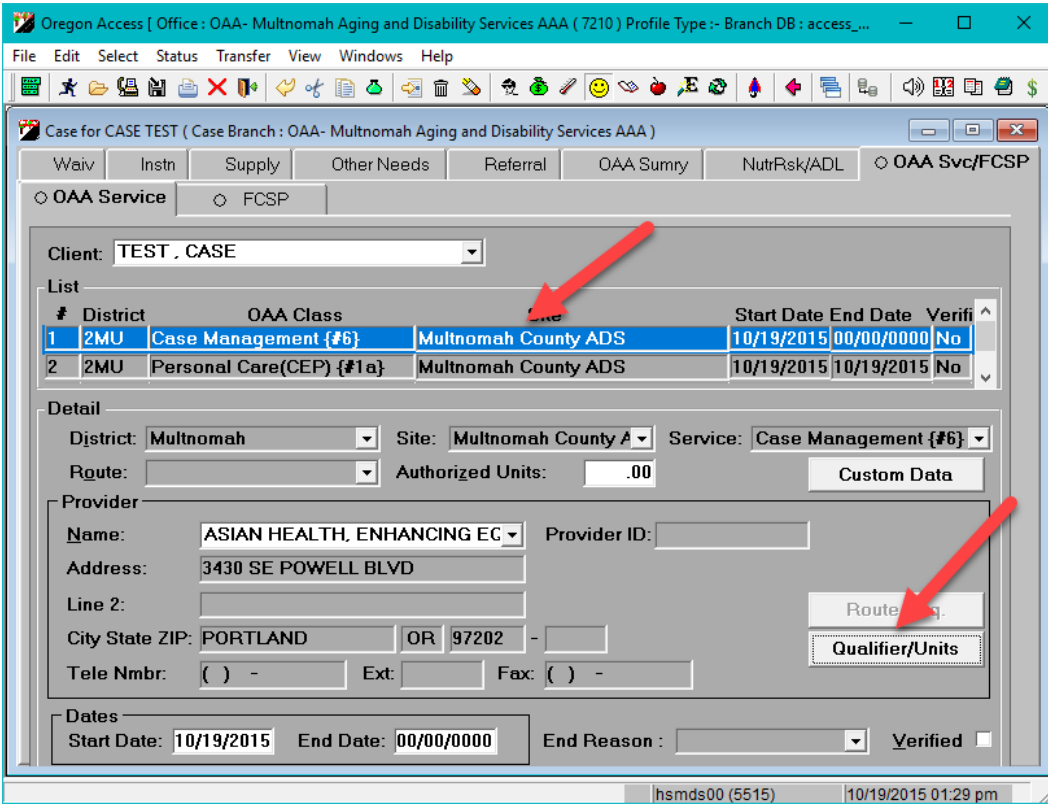 Oregon Access [ Office : OAA- Multnomah Aging and Disability Services AAA ( 7210 ) Profile Type :- Branch DB : access_...
File Edit Select Status Transfer View Windows Help
Case for CASE TEST ( Case Branch : OAA- Multnomah Aging and Disability Services AAA )
Waiv Instn Supply Other Needs Referral OAA Sumry NutrRsk/ADL OAA Svc/FCSP
OAA Service FCSP
Client: TEST , CASE
List
# District OAA Class Site Start Date End Date Verifi
1 2MU Case Management {#6} Multnomah County ADS 10/19/2015 00/00/0000 No
2 2MU Personal Care(CEP) {#1a} Multnomah County ADS 10/19/2015 10/19/2015 No
Detail
District: Multnomah Site: Multnomah County A Service: Case Management {#6}
Route: Authorized Units: .00 Custom Data
Provider
Name: ASIAN HEALTH, ENHANCING EQ Provider ID:
Address: 3430 SE POWELL BLVD
Line 2: Route
City State ZIP: PORTLAND OR 97202 -
Qualifier/Units
Tele Nmbr: ( ) - Ext: Fax: ( ) -
Dates
Start Date: 10/19/2015 End Date: 00/00/0000 End Reason : Verified
hsmds00 (5515) 10/19/2015 01:29 pm